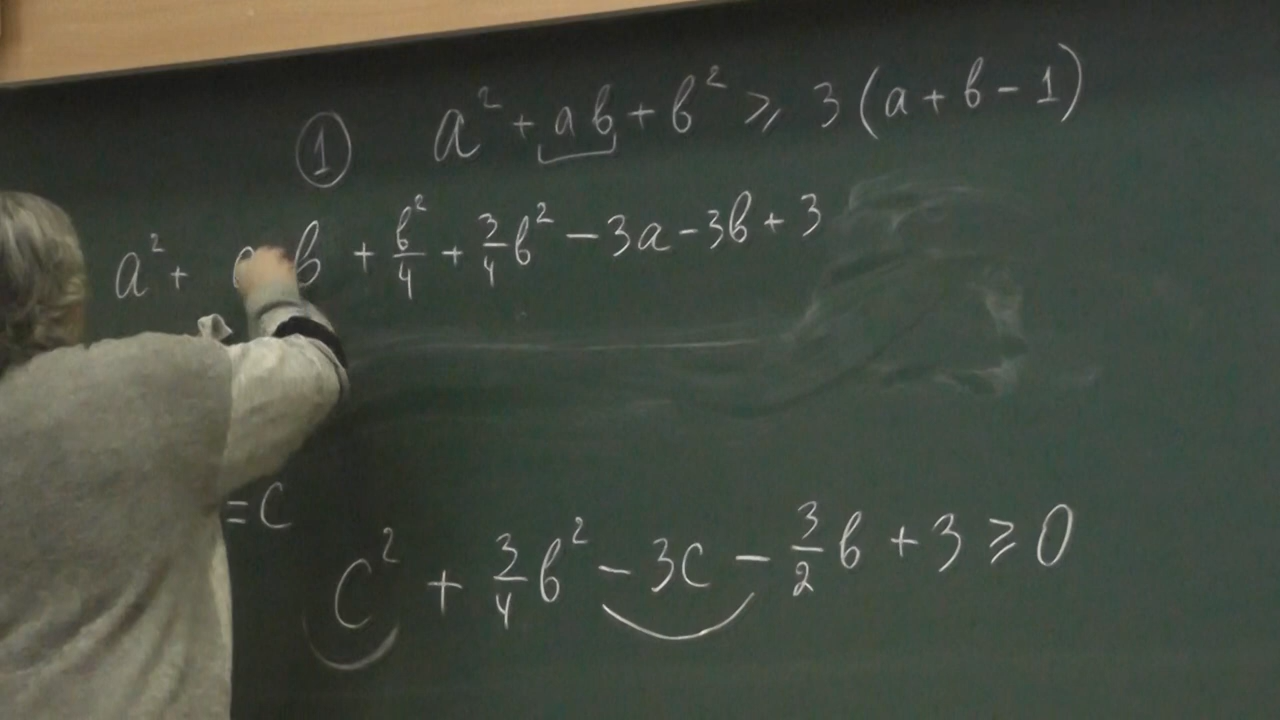 ① a² + ab + b² ≥ 3(a + b - 1)
a² + ab + b²/4 + 3/4 b² - 3a - 3b + 3
= c
c² + 3/4 b² - 3c - 3/2 b + 3 ≥ 0